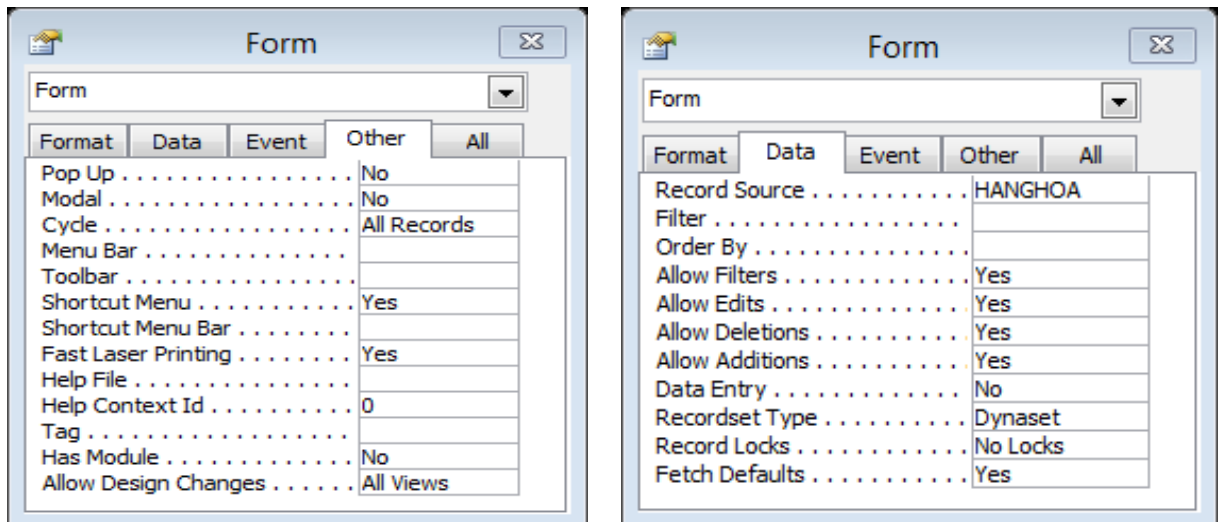 Form
Form
Format Data Event Other All
Pop Up . . . . . . . . . . . . . . . . . No
Modal . . . . . . . . . . . . . . . . . . No
Cycle . . . . . . . . . . . . . . . . . . All Records
Menu Bar . . . . . . . . . . . . . . .
Toolbar . . . . . . . . . . . . . . . . .
Shortcut Menu . . . . . . . . . . . Yes
Shortcut Menu Bar . . . . . . . .
Fast Laser Printing . . . . . . . . Yes
Help File . . . . . . . . . . . . . . . .
Help Context Id . . . . . . . . . . 0
Tag . . . . . . . . . . . . . . . . . . .
Has Module . . . . . . . . . . . . . No
Allow Design Changes . . . . . . All Views
Form
Form
Format Data Event Other All
Record Source . . . . . . . . . . . HANGHOA
Filter . . . . . . . . . . . . . . . . . .
Order By . . . . . . . . . . . . . . .
Allow Filters . . . . . . . . . . . . . Yes
Allow Edits . . . . . . . . . . . . . . Yes
Allow Deletions . . . . . . . . . . . Yes
Allow Additions . . . . . . . . . . . Yes
Data Entry . . . . . . . . . . . . . . No
Recordset Type . . . . . . . . . . Dynaset
Record Locks . . . . . . . . . . . . No Locks
Fetch Defaults . . . . . . . . . . . Yes